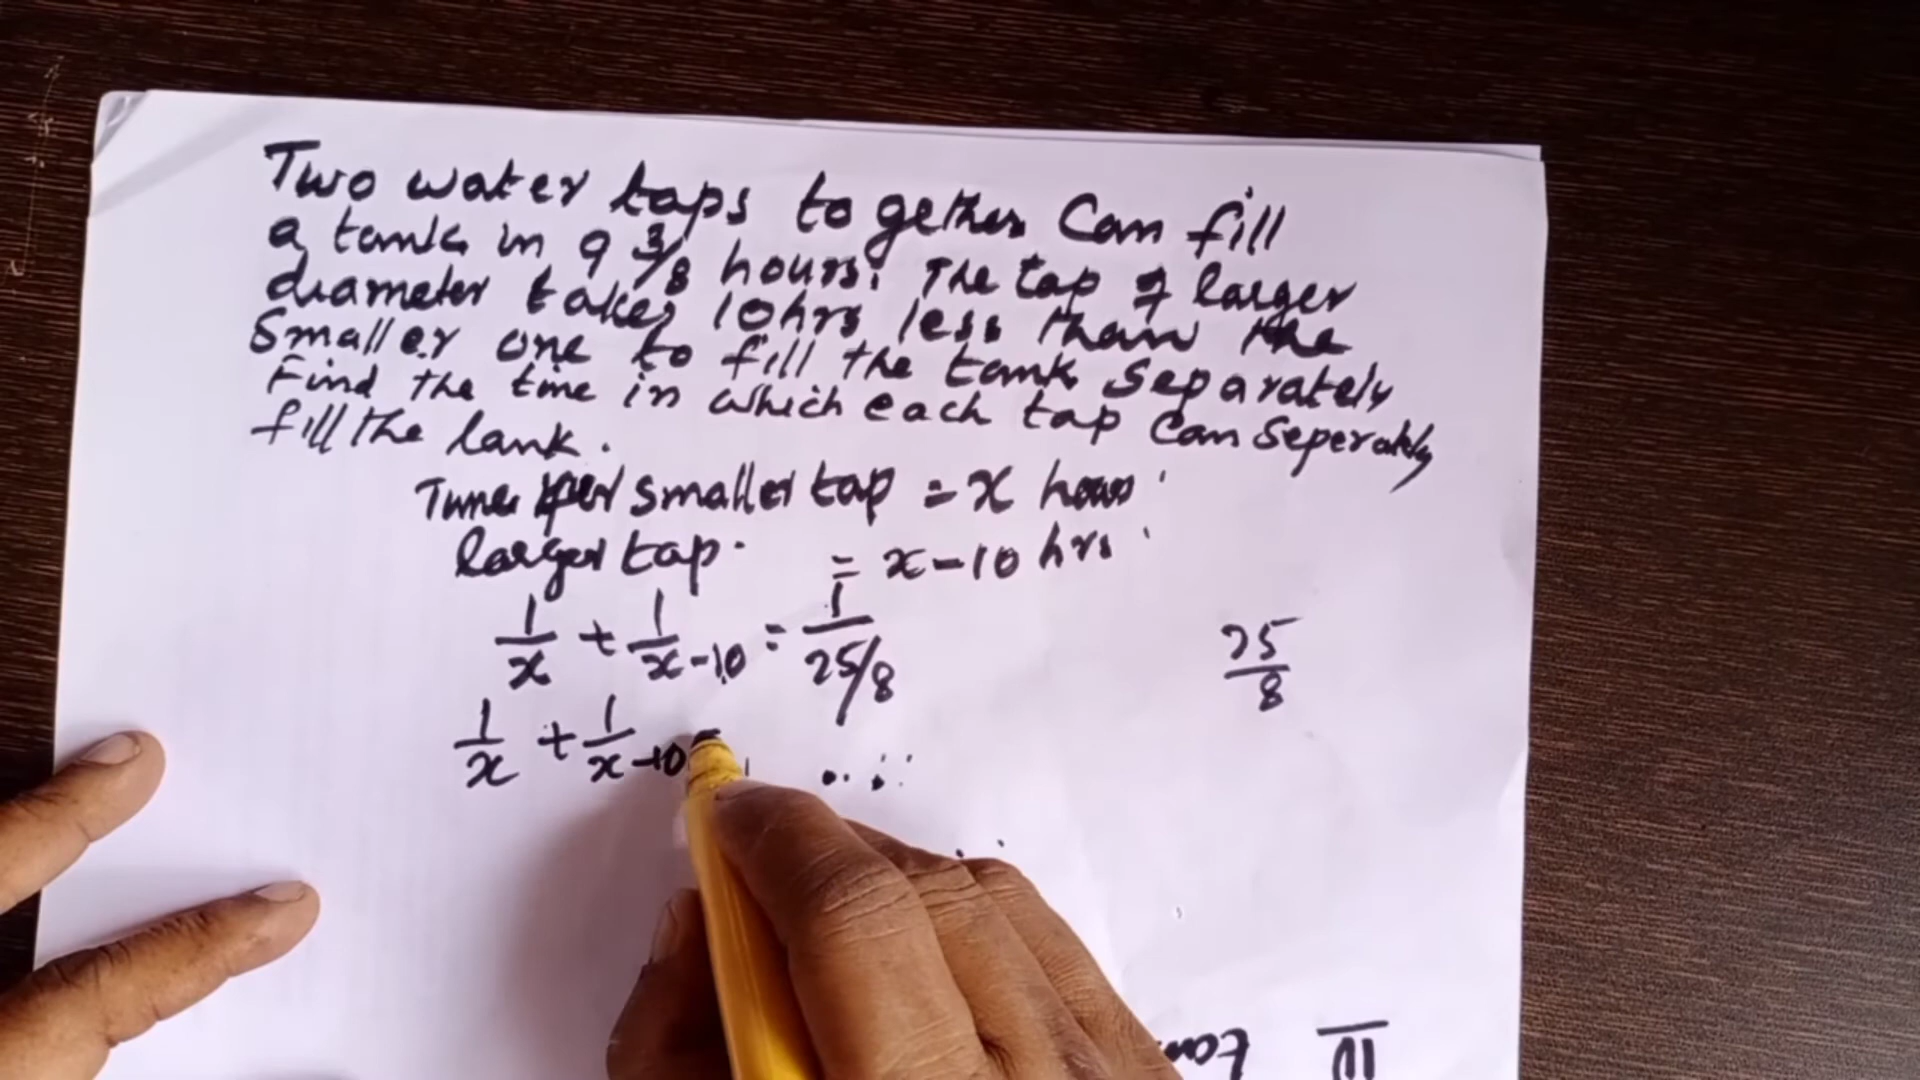 Two water taps together Can fill
a tank in 9 3/8 hours. The tap of larger
diameter takes 10hrs less than the
Smaller one to fill the tank Separately
Find the time in which each tap Can Seperately
fill the tank.
Time per smaller tap = x hours
larger tap. = x-10 hrs
1/x + 1/x-10 = 1/25/8
25/8
1/x + 1/x-10